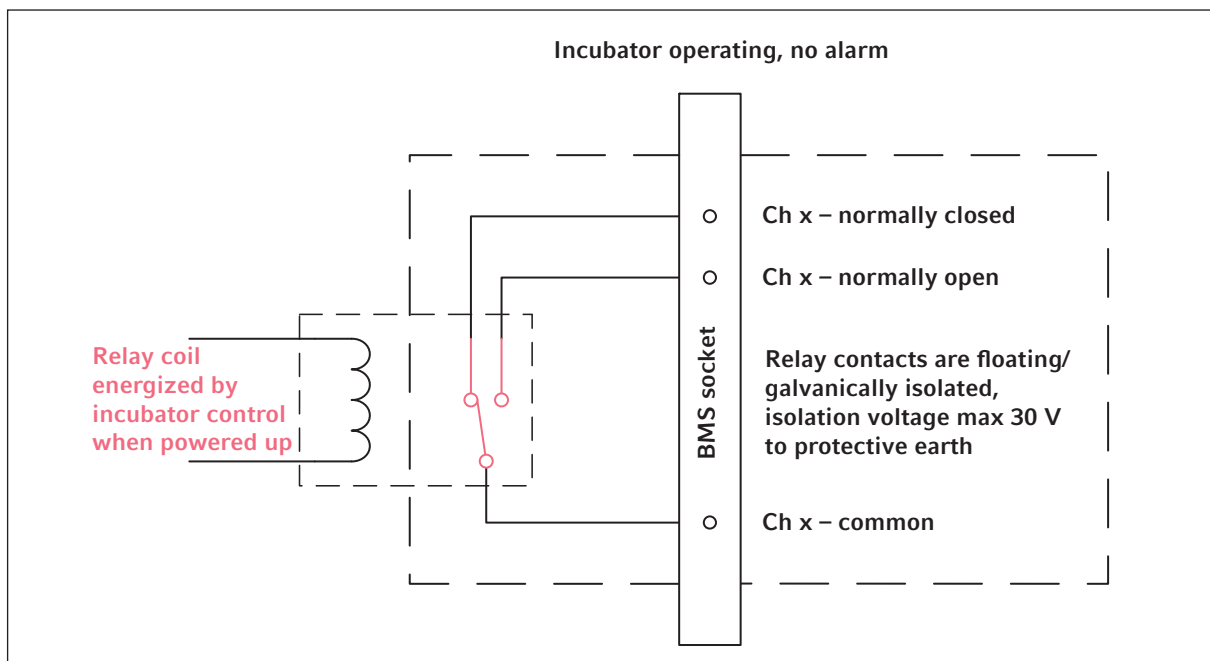 Incubator operating, no alarm
Ch x – normally closed
Ch x – normally open
Relay coil
energized by
incubator control
when powered up
BMS socket
Relay contacts are floating/
galvanically isolated,
isolation voltage max 30 V
to protective earth
Ch x – common